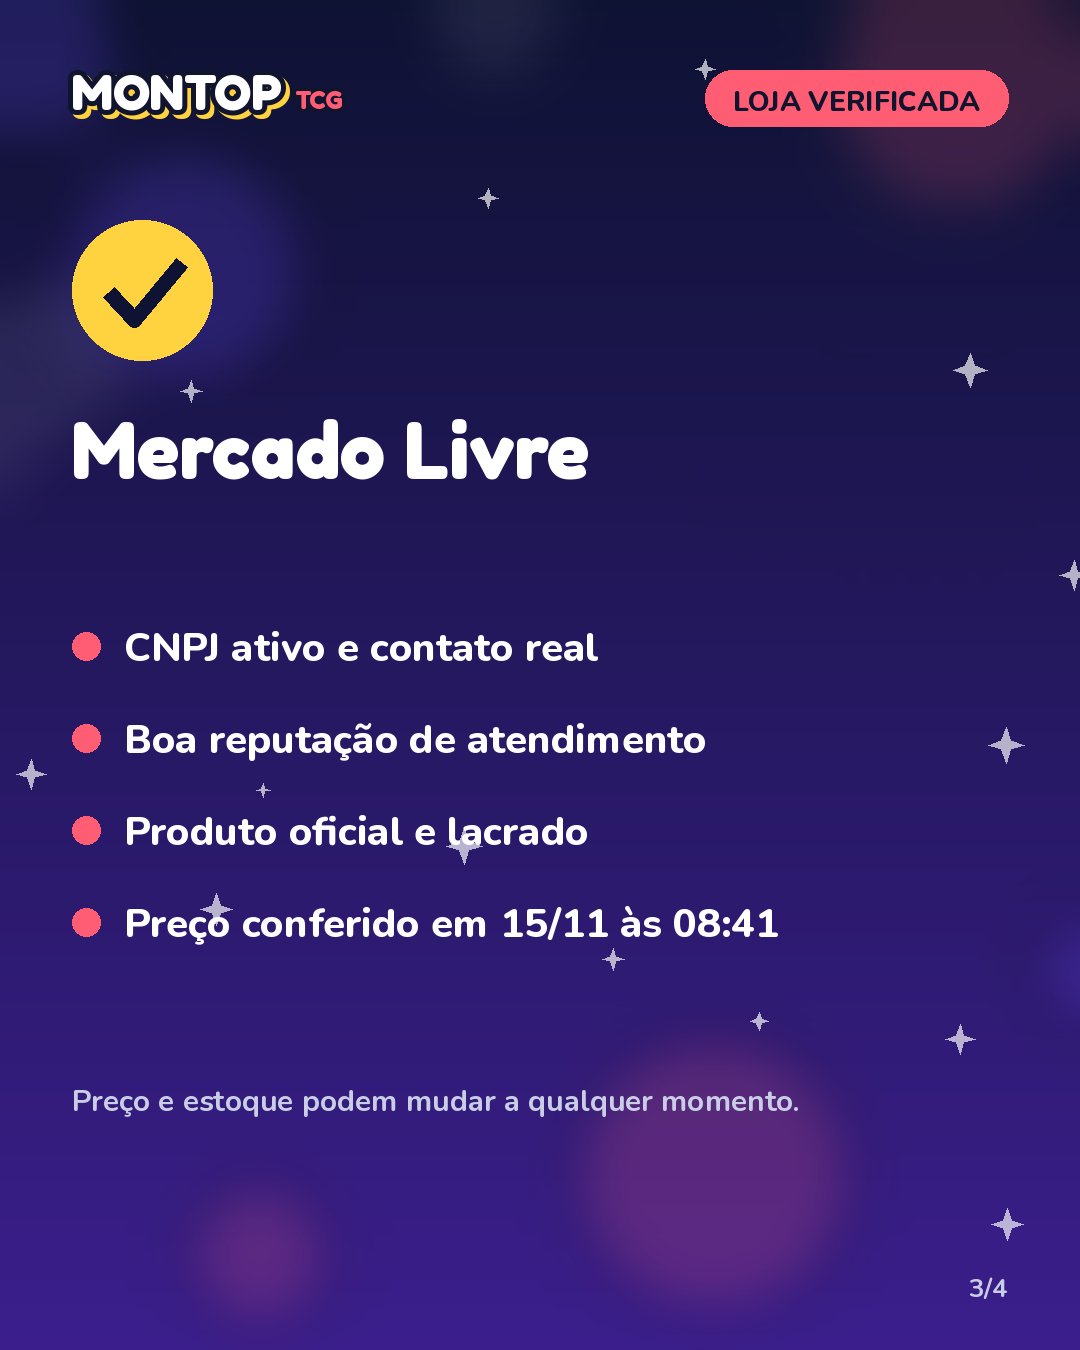 MONTOP TCG
LOJA VERIFICADA
Mercado Livre
CNPJ ativo e contato real
Boa reputação de atendimento
Produto oficial e lacrado
Preço conferido em 15/11 às 08:41
Preço e estoque podem mudar a qualquer momento.
3/4